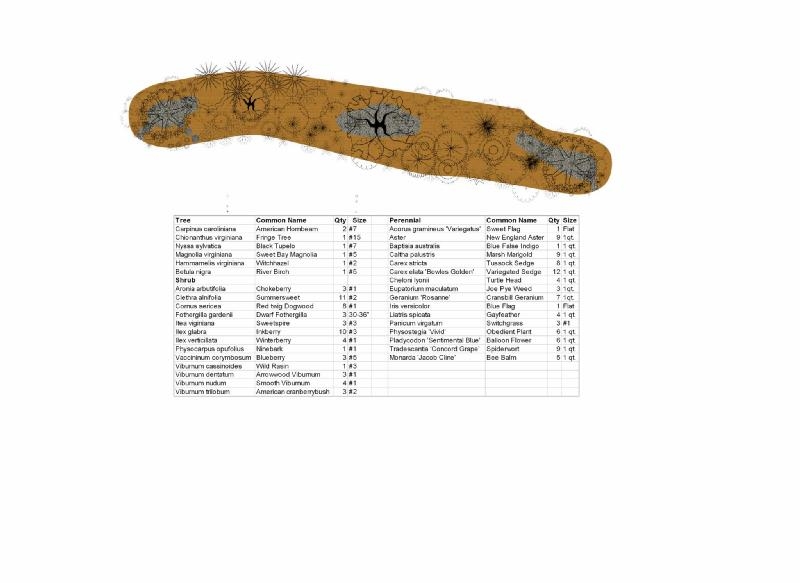 Tree Common Name Qty Size Perennial Common Name Qty Size
Carpinus caroliniana American Hornbeam 2 #7 Acorus gramineus 'Variegatus' Sweet Flag 1 Flat
Chionanthus virginiana Fringe Tree 1 #15 Aster New England Aster 9 1qt.
Nyssa sylvatica Black Tupelo 1 #7 Baptisia australis Blue False Indigo 1 1 qt
Magnolia virginiana Sweet Bay Magnolia 1 #5 Caltha palustris Marsh Marigold 9 1 qt.
Hammamelis virginiana Witchhazel 1 #2 Carex stricta Tussock Sedge 8 1 qt
Betula nigra River Birch 1 #5 Carex elata 'Bowles Golden' Variegated Sedge 12 1 qt
Shrub Cheloni lyonii Turtle Head 4 1 qt
Aronia arbutifolia Chokeberry 3 #1 Eupatorium maculatum Joe Pye Weed 3 1qt.
Clethra alnifolia Summersweet 11 #2 Geranium 'Rosanne' Cransbill Geranium 7 1qt.
Cornus sericea Red twig Dogwood 8 #1 Iris versicolor Blue Flag 1 Flat
Fothergilla gardenii Dwarf Fothergilla 3 30-36" Liatris spicata Gayfeather 4 1 qt
Itea virginiana Sweetspire 3 #3 Panicum virgatum Switchgrass 3 #1
Ilex glabra Inkberry 10 #3 Physostegia 'Vivid' Obedient Plant 6 1 qt.
Ilex verticillata Winterberry 4 #1 Pladycodon 'Sentimental Blue' Balloon Flower 6 1 qt
Physocarpus opufolius Ninebark 1 #1 Tradescantia 'Concord Grape' Spiderwort 9 1 qt
Vaccininum corymbosum Blueberry 3 #5 Monarda 'Jacob Cline' Bee Balm 5 1 qt
Viburnum cassinoides Wild Rasin 1 #3
Viburnum dentatum Arrowwood Viburnum 3 #1
Viburnum nudum Smooth Viburnum 4 #1
Viburnum trilobum American cranberrybush 3 #2